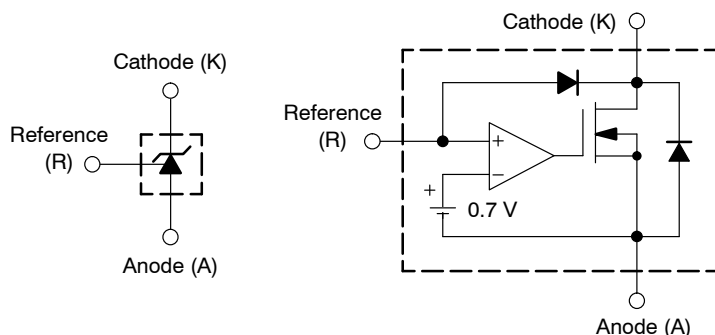 Cathode (K)
Reference
(R)
Anode (A)
Cathode (K)
Reference
(R)
+
−
+
0.7 V
Anode (A)